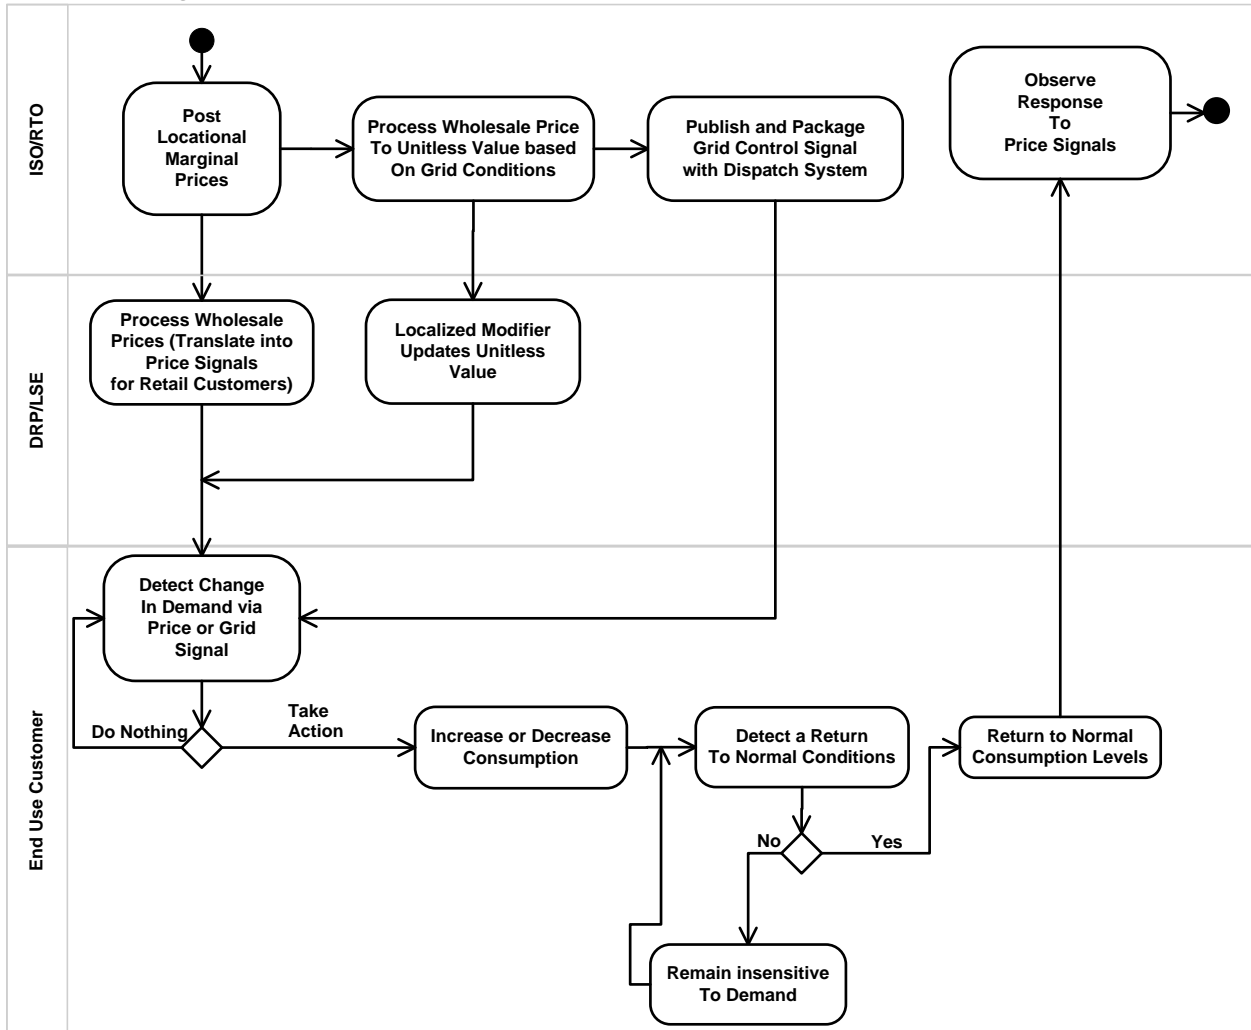 ISO/RTO
Post
Locational
Marginal
Prices
Process Wholesale Price
To Unitless Value based
On Grid Conditions
Publish and Package
Grid Control Signal
with Dispatch System
Observe
Response
To
Price Signals
DRP/LSE
Process Wholesale
Prices (Translate into
Price Signals
for Retail Customers)
Localized Modifier
Updates Unitless
Value
End Use Customer
Detect Change
In Demand via
Price or Grid
Signal
Do Nothing
Take
Action
Increase or Decrease
Consumption
Detect a Return
To Normal Conditions
Return to Normal
Consumption Levels
No
Yes
Remain insensitive
To Demand